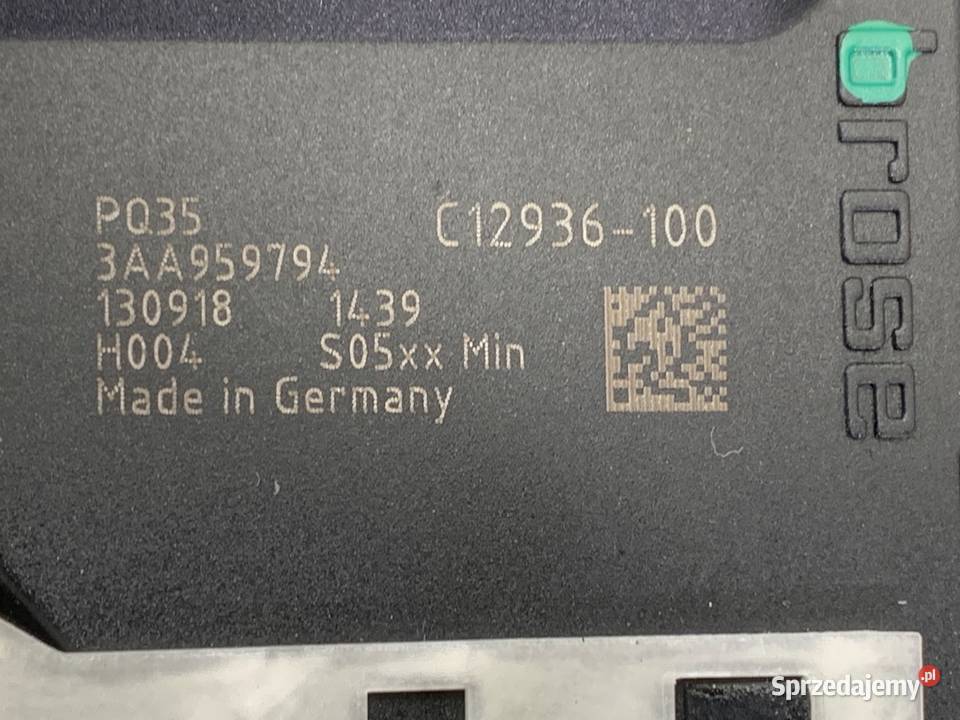 PQ35 C12936-100
3AA959794
130918 1439
H004 S05xx Min
Made in Germany
brose
Sprzedajemy.pl